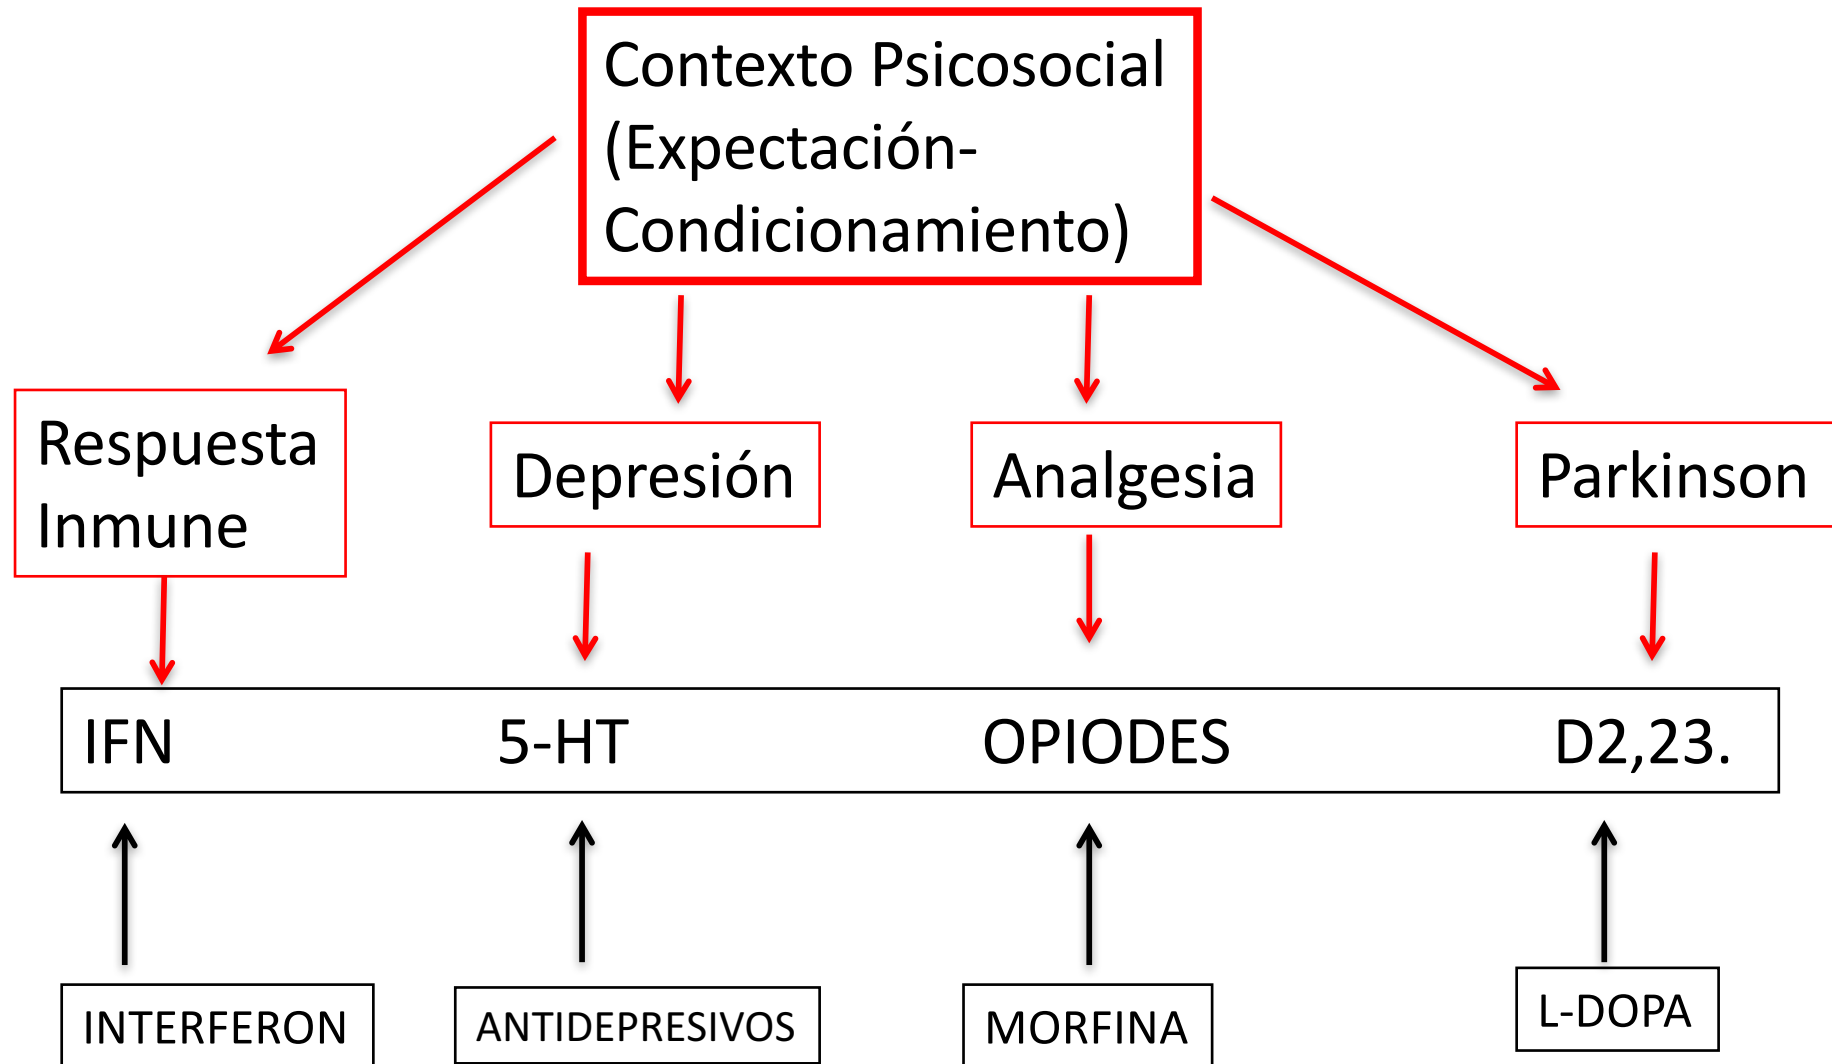 Contexto Psicosocial
(Expectación-
Condicionamiento)
Respuesta
Inmune
Depresión
Analgesia
Parkinson
IFN 5-HT OPIODES D2,23.
INTERFERON
ANTIDEPRESIVOS
MORFINA
L-DOPA